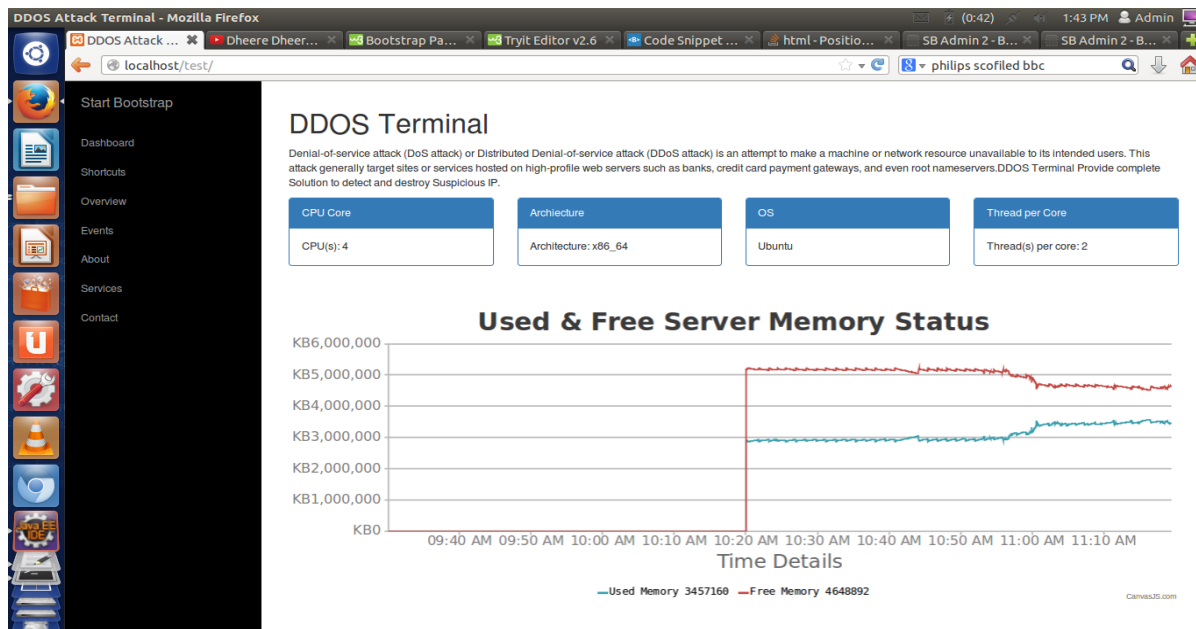 DDOS Attack Terminal - Mozilla Firefox
(0:42) 1:43 PM Admin
DDOS Attack ... Dheere Dheer... Bootstrap Pa... Tryit Editor v2.6 Code Snippet ... html - Positio... SB Admin 2 - B... SB Admin 2 - B...
localhost/test/ philips scofiled bbc
Start Bootstrap
Dashboard
Shortcuts
Overview
Events
About
Services
Contact
DDOS Terminal
Denial-of-service attack (DoS attack) or Distributed Denial-of-service attack (DDoS attack) is an attempt to make a machine or network resource unavailable to its intended users. This
attack generally target sites or services hosted on high-profile web servers such as banks, credit card payment gateways, and even root nameservers.DDOS Terminal Provide complete
Solution to detect and destroy Suspicious IP.
CPU Core Archiecture OS Thread per Core
CPU(s): 4 Architecture: x86_64 Ubuntu Thread(s) per core: 2
Used & Free Server Memory Status
KB6,000,000
KB5,000,000
KB4,000,000
KB3,000,000
KB2,000,000
KB1,000,000
KB0
09:40 AM 09:50 AM 10:00 AM 10:10 AM 10:20 AM 10:30 AM 10:40 AM 10:50 AM 11:00 AM 11:10 AM
Time Details
Used Memory 3457160 Free Memory 4648892
CanvasJS.com
Java EE
IDE